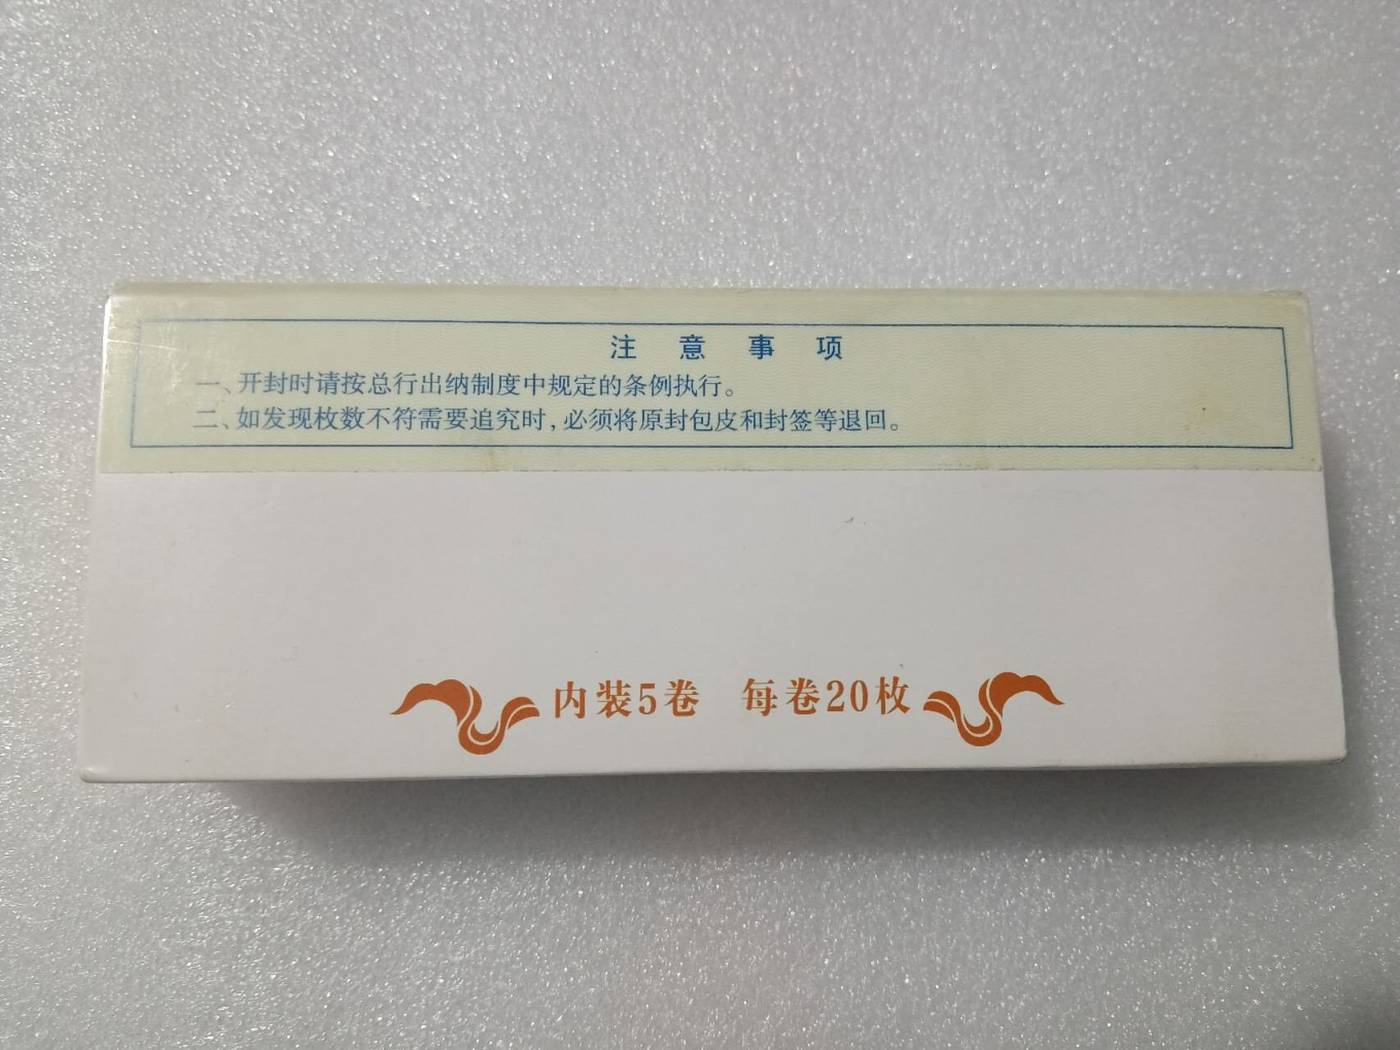 注意事项
一、开封时请按总行出纳制度中规定的条例执行。
二、如发现枚数不符需要追究时,必须将原封包皮和封签等退回。
内装5卷 每卷20枚